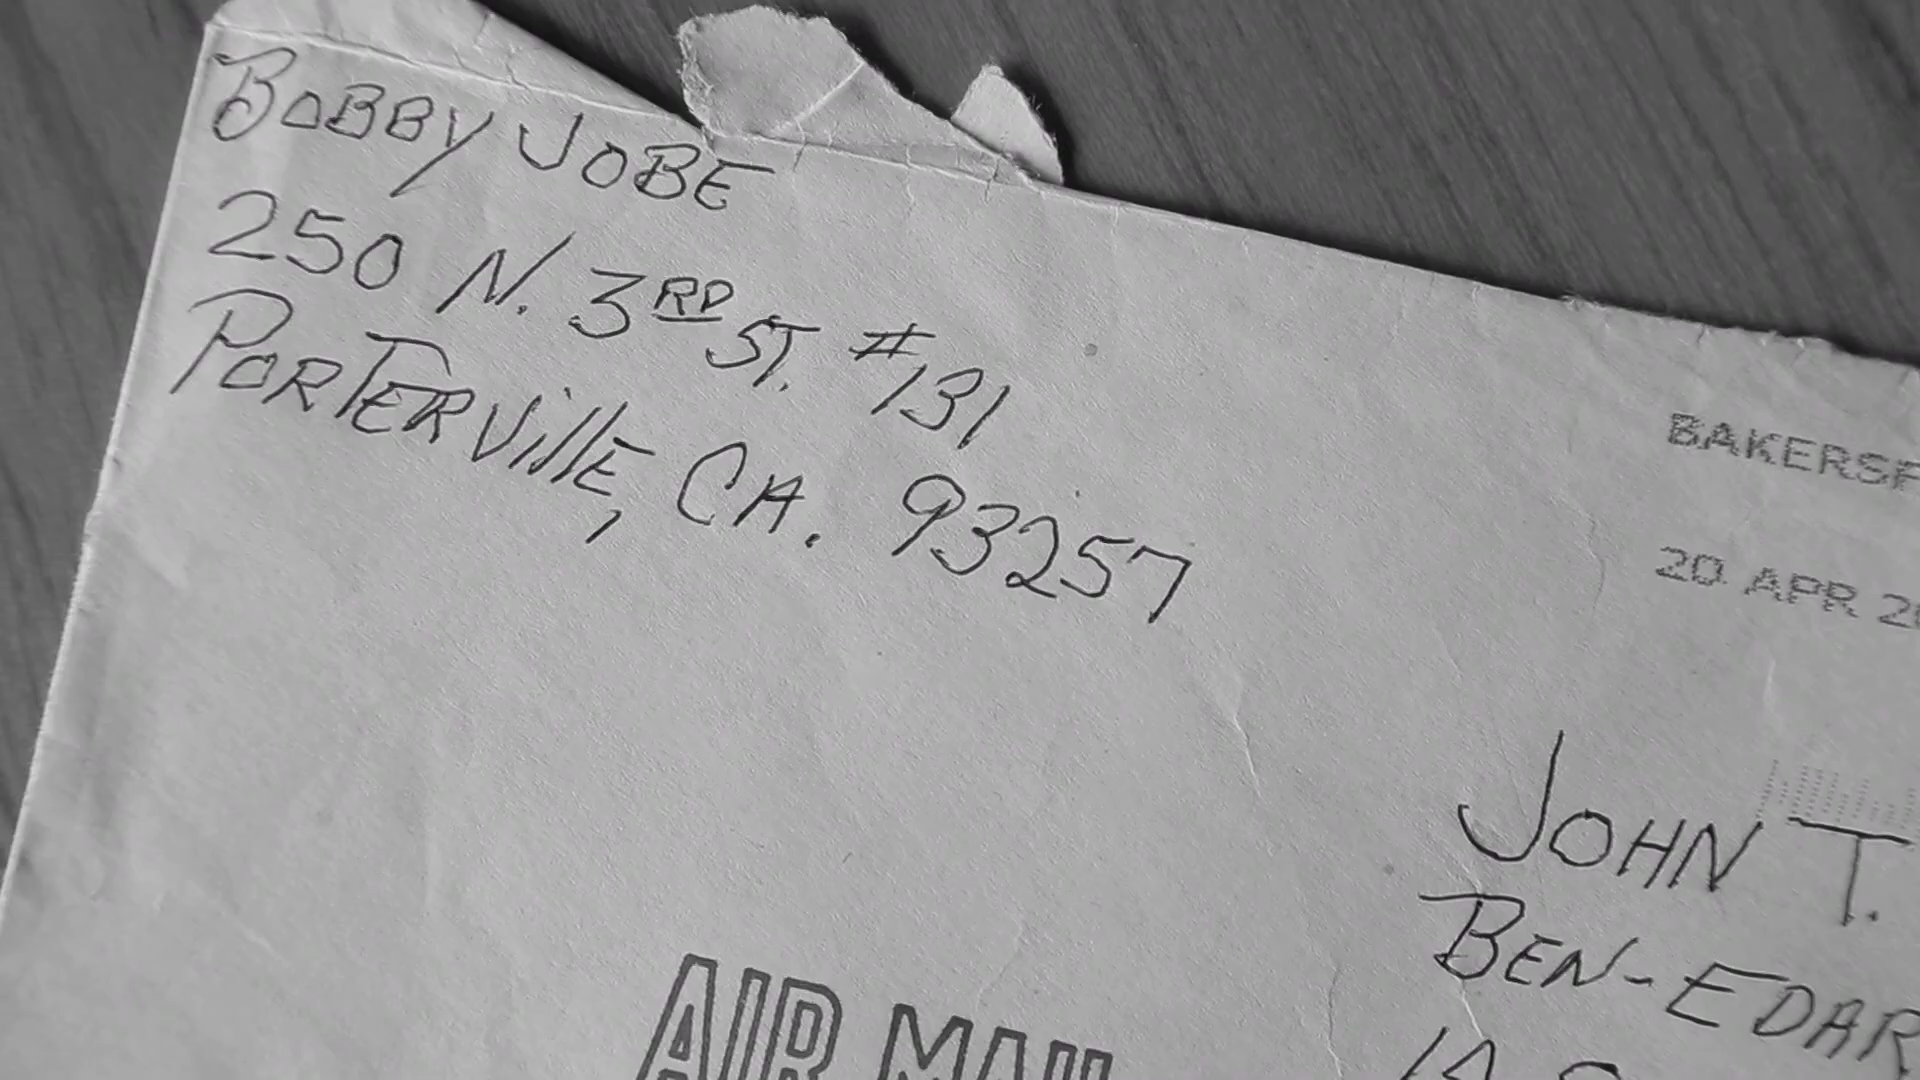 BOBBY JOBE
250 N. 3RD ST. #131
PORTERVillE, CA. 93257
BAKERSF
20 APR 2
JOHN T.
BEN-EDAR
AIR MAIL